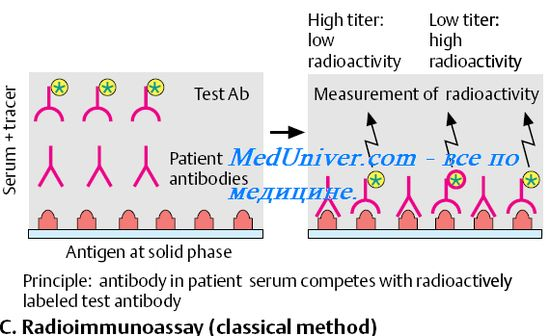 High titer:
low
radioactivity
Low titer:
high
radioactivity
Serum + tracer
Test Ab
Patient
antibodies
Measurement of radioactivity
MedUniver.com - все по
медицине.
Antigen at solid phase
Principle: antibody in patient serum competes with radioactively
labeled test antibody
C. Radioimmunoassay (classical method)